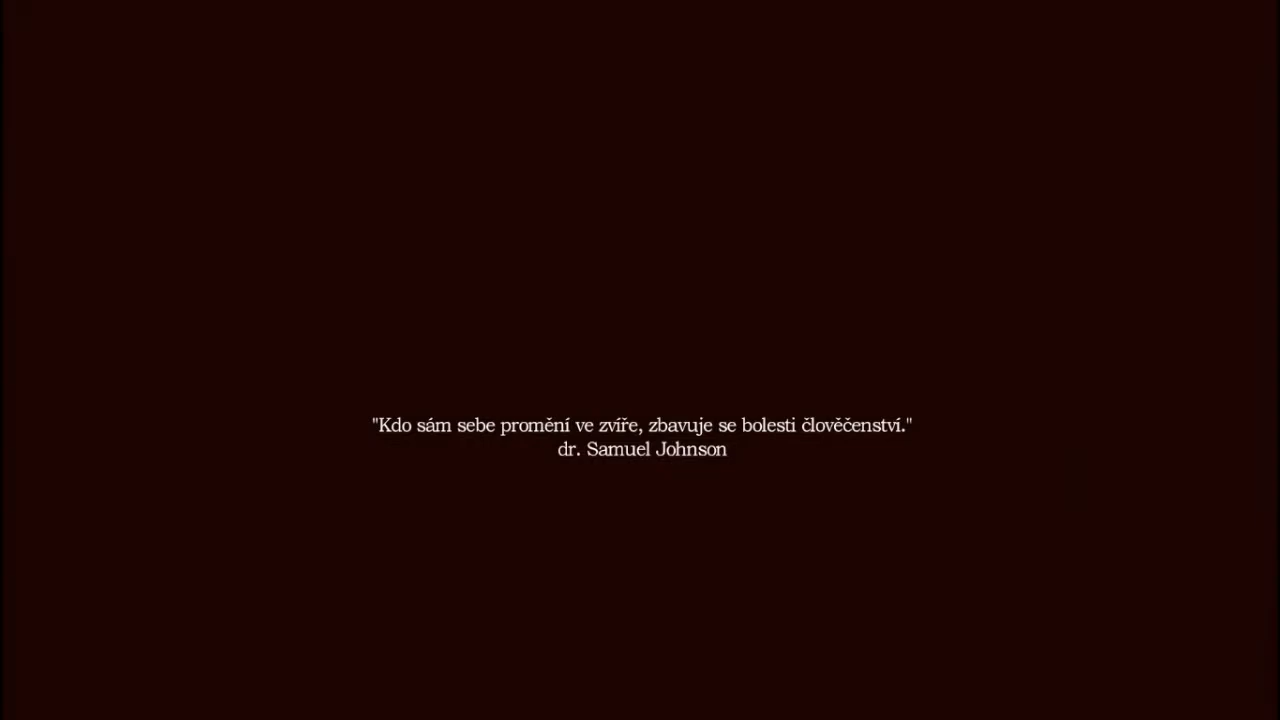 "Kdo sám sebe promění ve zvíře, zbavuje se bolesti člověčenství."
dr. Samuel Johnson